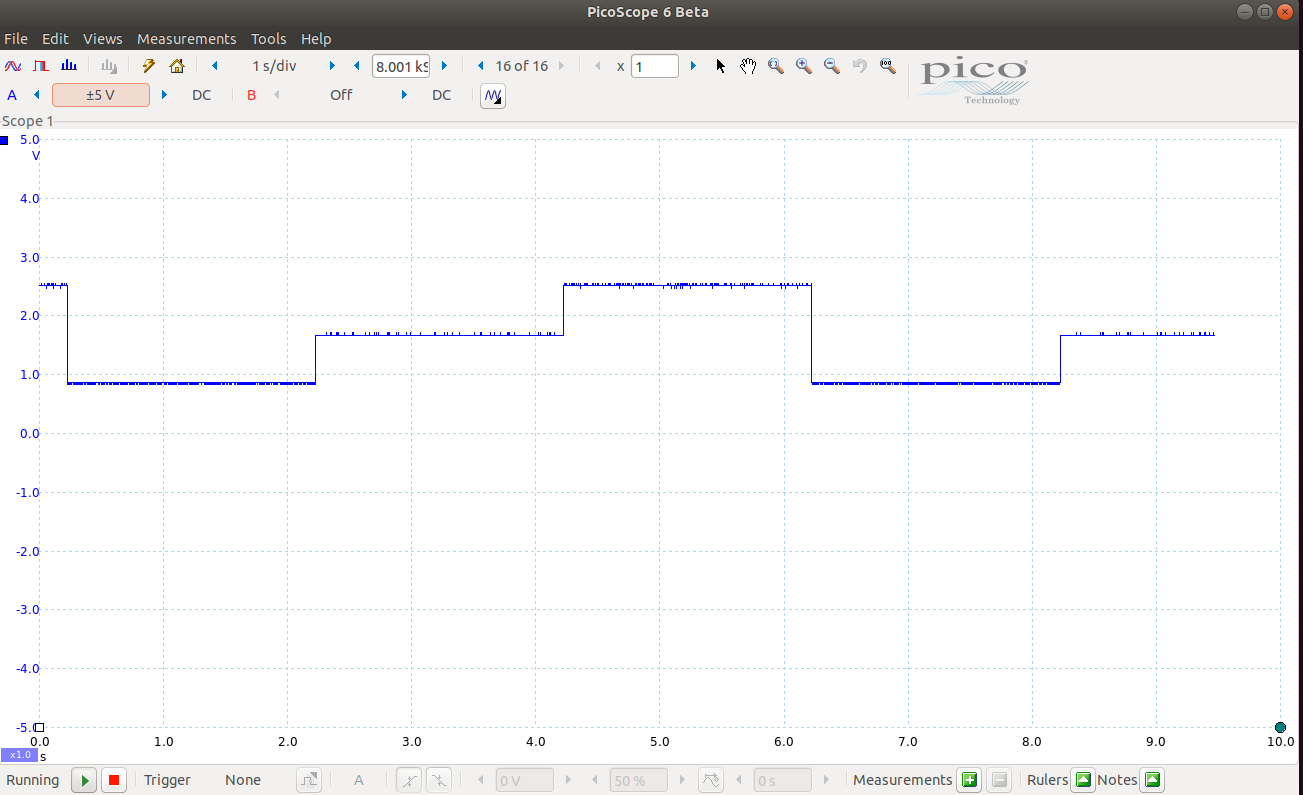 PicoScope 6 Beta
File Edit Views Measurements Tools Help
1 s/div 8.001 kS 16 of 16 x 1
pico
Technology
A ±5 V DC B Off DC
Scope 1
5.0
V
4.0
3.0
2.0
1.0
0.0
-1.0
-2.0
-3.0
-4.0
-5.0
0.0 1.0 2.0 3.0 4.0 5.0 6.0 7.0 8.0 9.0 10.0
x1.0 s
Running Trigger None A 0 V 50 % 0 s Measurements Rulers Notes